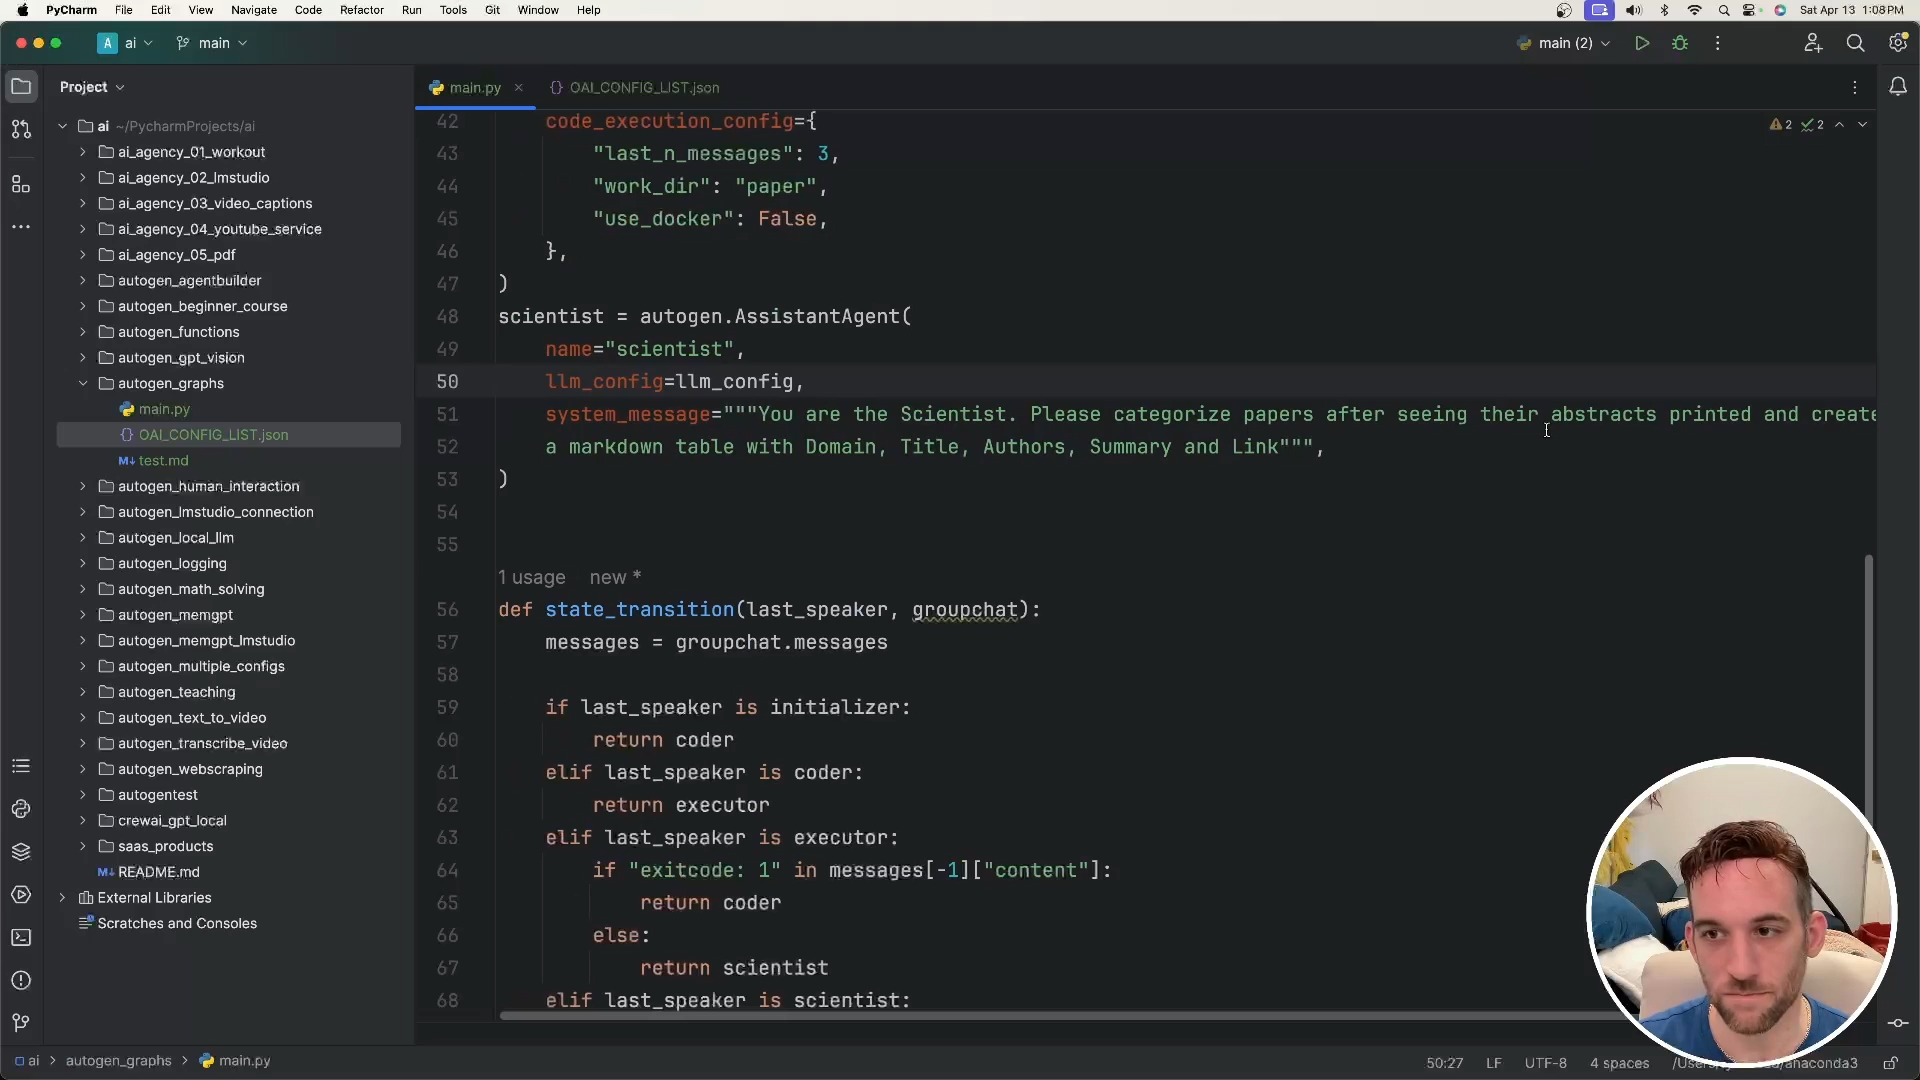 PyCharm File Edit View Navigate Code Refactor Run Tools Git Window Help Sat Apr 13 1:08 PM
A ai main main (2)
Project
main.py OAI_CONFIG_LIST.json
ai ~/PycharmProjects/ai
ai_agency_01_workout
ai_agency_02_lmstudio
ai_agency_03_video_captions
ai_agency_04_youtube_service
ai_agency_05_pdf
autogen_agentbuilder
autogen_beginner_course
autogen_functions
autogen_gpt_vision
autogen_graphs
main.py
{} OAI_CONFIG_LIST.json
M↓ test.md
autogen_human_interaction
autogen_lmstudio_connection
autogen_local_llm
autogen_logging
autogen_math_solving
autogen_memgpt
autogen_memgpt_lmstudio
autogen_multiple_configs
autogen_teaching
autogen_text_to_video
autogen_transcribe_video
autogen_webscraping
autogentest
crewai_gpt_local
saas_products
M↓ README.md
External Libraries
Scratches and Consoles
2 2
42 code_execution_config={
43 "last_n_messages": 3,
44 "work_dir": "paper",
45 "use_docker": False,
46 },
47 )
48 scientist = autogen.AssistantAgent(
49 name="scientist",
50 llm_config=llm_config,
51 system_message="""You are the Scientist. Please categorize papers after seeing their abstracts printed and create
52 a markdown table with Domain, Title, Authors, Summary and Link""",
53 )
54
55
1 usage new *
56 def state_transition(last_speaker, groupchat):
57 messages = groupchat.messages
58
59 if last_speaker is initializer:
60 return coder
61 elif last_speaker is coder:
62 return executor
63 elif last_speaker is executor:
64 if "exitcode: 1" in messages[-1]["content"]:
65 return coder
66 else:
67 return scientist
68 elif last_speaker is scientist:
ai > autogen_graphs > main.py
50:27 LF UTF-8 4 spaces